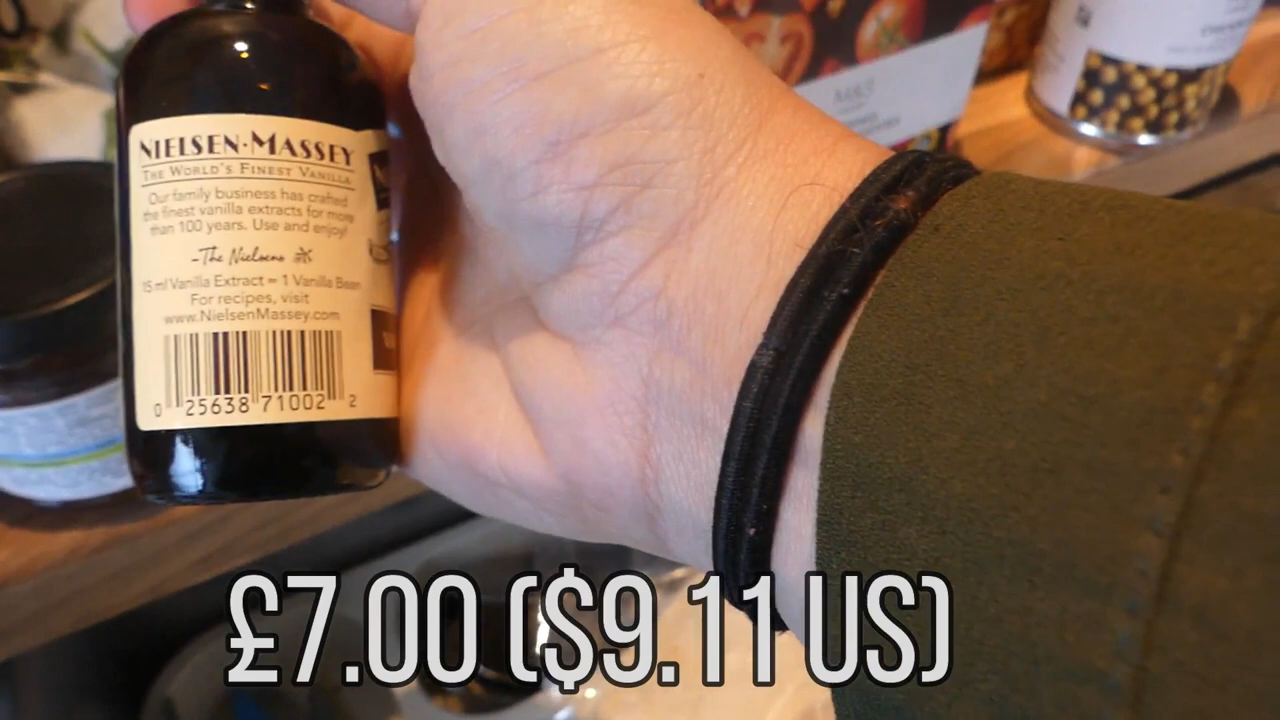 NIELSEN·MASSEY
THE WORLD'S FINEST VANILLA
Our family business has crafted
the finest vanilla extracts for more
than 100 years. Use and enjoy!
-The Nielsens
15 ml Vanilla Extract = 1 Vanilla Bean
For recipes, visit
www.NielsenMassey.com
0 25638 71002 2
M&S
£7.00 ($9.11 US)